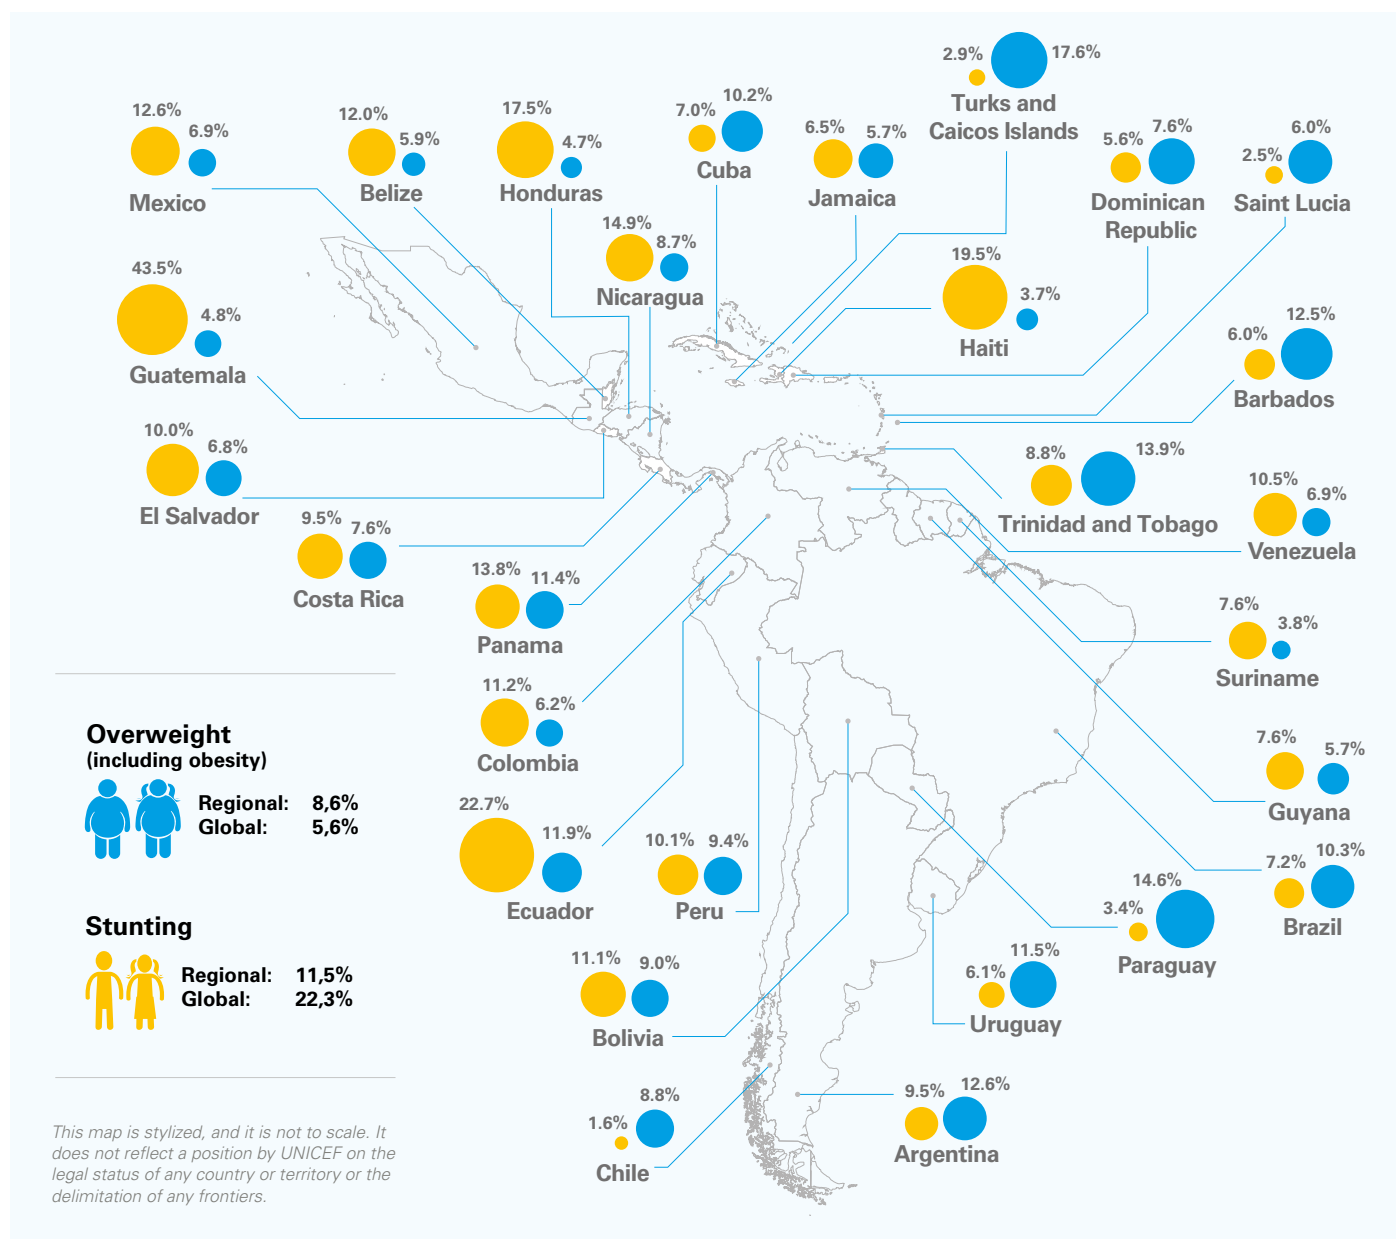 2.9%
17.6%
Turks and
Caicos Islands
12.6%
6.9%
Mexico
12.0%
5.9%
Belize
17.5%
4.7%
Honduras
7.0%
10.2%
Cuba
6.5%
5.7%
Jamaica
5.6%
7.6%
Dominican
Republic
2.5%
6.0%
Saint Lucia
14.9%
8.7%
Nicaragua
43.5%
4.8%
Guatemala
19.5%
3.7%
Haiti
6.0%
12.5%
Barbados
10.0%
6.8%
El Salvador
8.8%
13.9%
Trinidad and Tobago
10.5%
6.9%
Venezuela
9.5%
7.6%
Costa Rica
13.8%
11.4%
Panama
7.6%
3.8%
Suriname
11.2%
6.2%
Colombia
Overweight
(including obesity)
Regional: 8,6%
Global: 5,6%
7.6%
5.7%
Guyana
22.7%
11.9%
Ecuador
10.1%
9.4%
Peru
7.2%
10.3%
Brazil
3.4%
14.6%
Paraguay
Stunting
Regional: 11,5%
Global: 22,3%
11.1%
9.0%
Bolivia
6.1%
11.5%
Uruguay
1.6%
8.8%
Chile
9.5%
12.6%
Argentina
This map is stylized, and it is not to scale. It
does not reflect a position by UNICEF on the
legal status of any country or territory or the
delimitation of any frontiers.